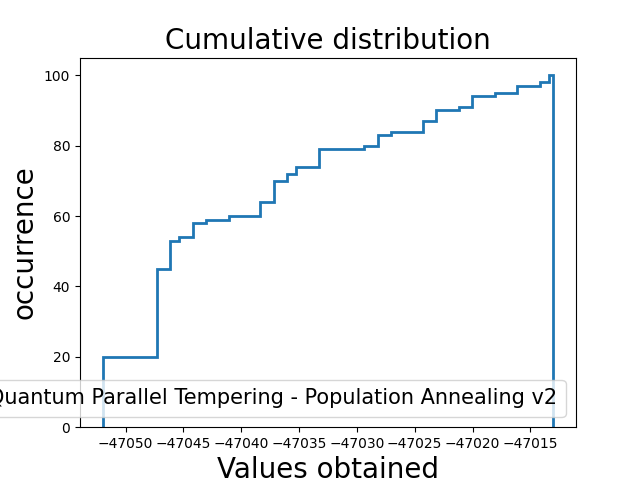 Cumulative distribution
100
80
60
40
20
0
occurrence
Quantum Parallel Tempering - Population Annealing v2
−47050 −47045 −47040 −47035 −47030 −47025 −47020 −47015
Values obtained